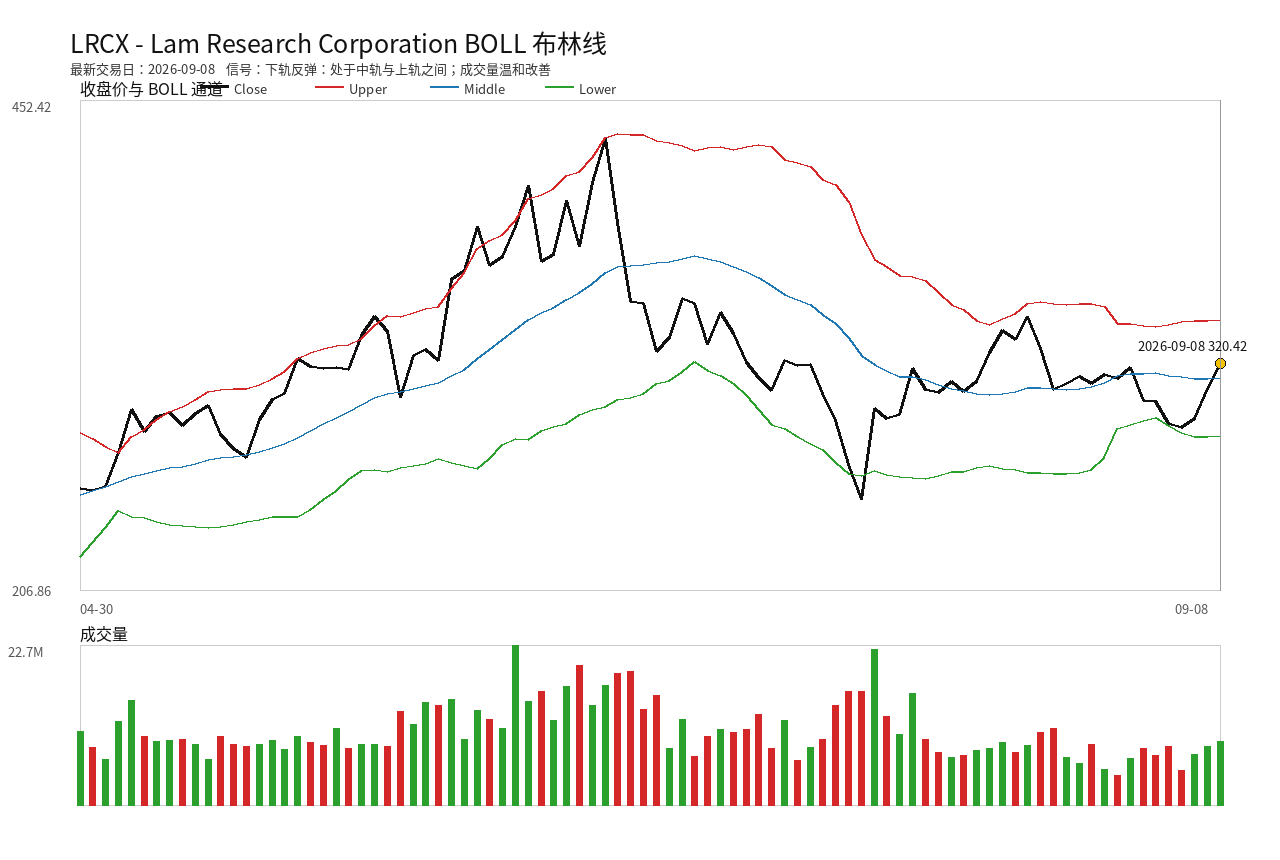 LRCX - Lam Research Corporation BOLL 布林线
最新交易日：2026-09-08 信号：下轨反弹：处于中轨与上轨之间；成交量温和改善
收盘价与 BOLL 通道 Close Upper Middle Lower
452.42
2026-09-08 320.42
206.86
04-30 09-08
成交量
22.7M